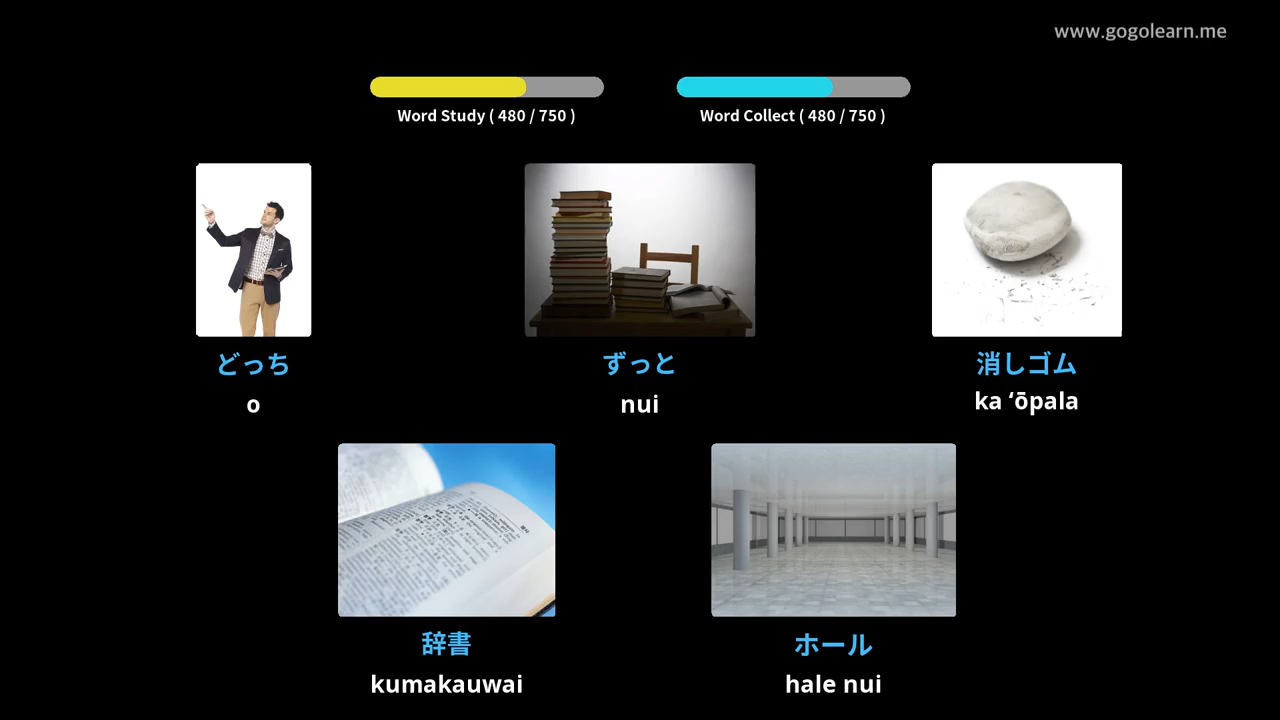 www.gogolearn.me
Word Study ( 480 / 750 )
Word Collect ( 480 / 750 )
どっち
o
ずっと
nui
消しゴム
ka ‘ōpala
辞書
kumakauwai
ホール
hale nui